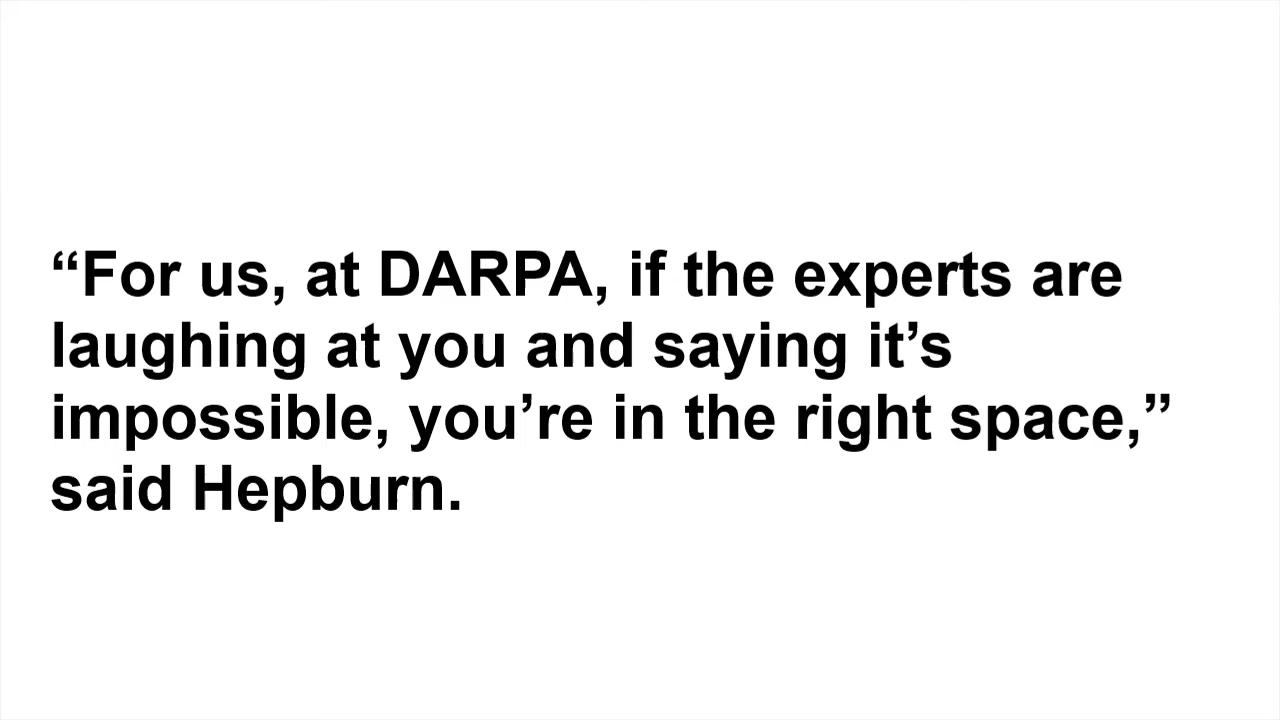 “For us, at DARPA, if the experts are
laughing at you and saying it’s
impossible, you’re in the right space,”
said Hepburn.